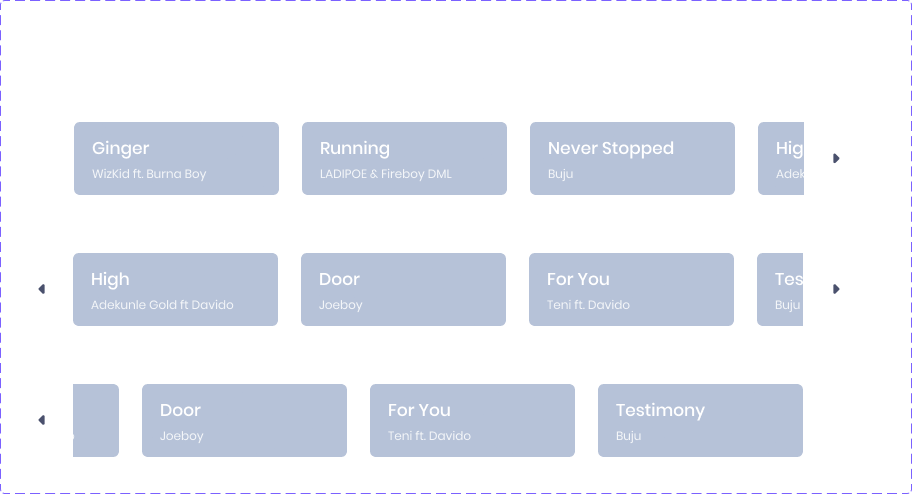 Ginger
WizKid ft. Burna Boy
Running
LADIPOE & Fireboy DML
Never Stopped
Buju
Hig
Adek
High
Adekunle Gold ft Davido
Door
Joeboy
For You
Teni ft. Davido
Tes
Buju
Door
Joeboy
For You
Teni ft. Davido
Testimony
Buju